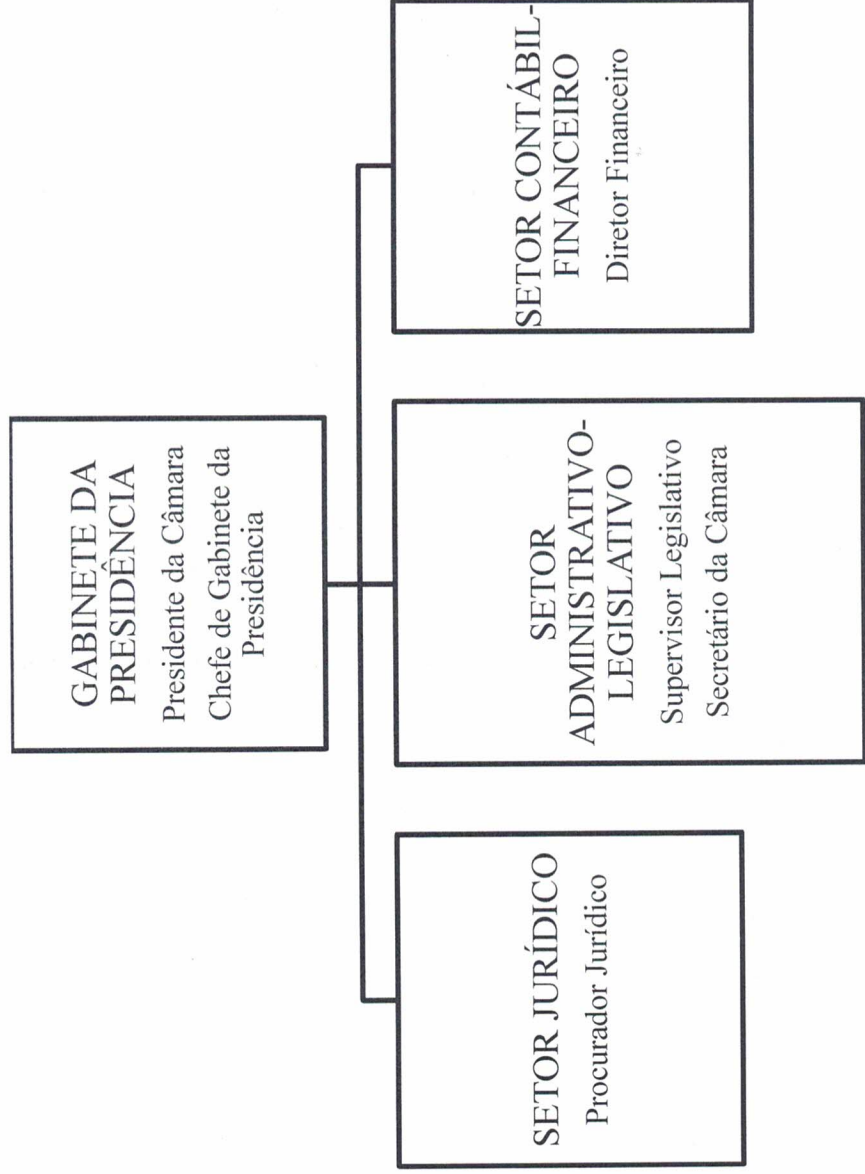 GABINETE DA
PRESIDÊNCIA
Presidente da Câmara
Chefe de Gabinete da
Presidência
SETOR JURÍDICO
Procurador Jurídico
SETOR
ADMINISTRATIVO-
LEGISLATIVO
Supervisor Legislativo
Secretário da Câmara
SETOR CONTÁBIL-
FINANCEIRO
Diretor Financeiro